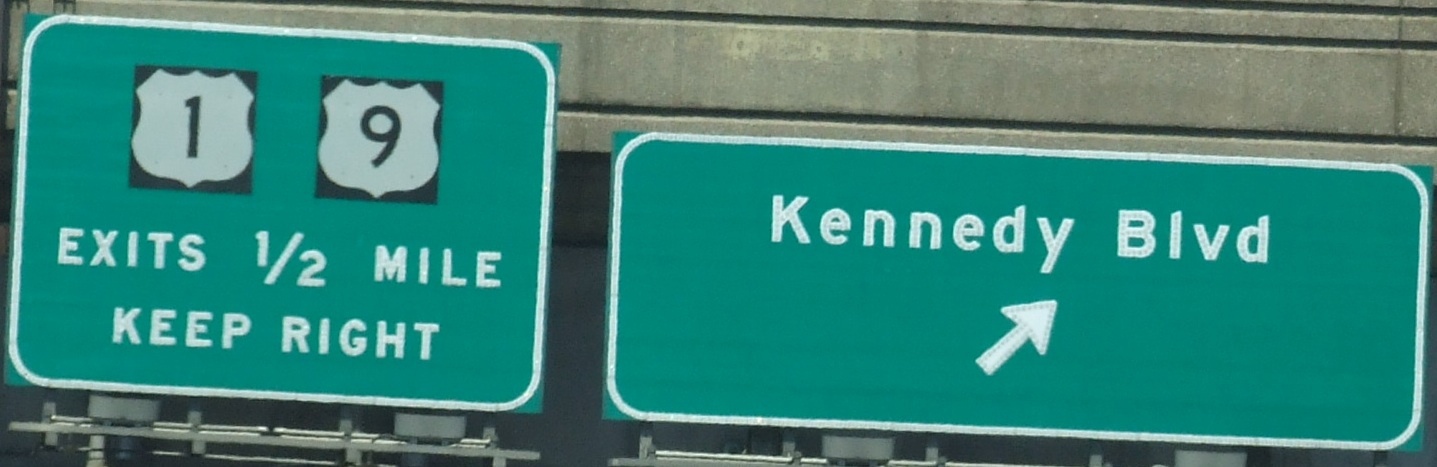 1 9
EXITS 1/2 MILE
KEEP RIGHT
Kennedy Blvd